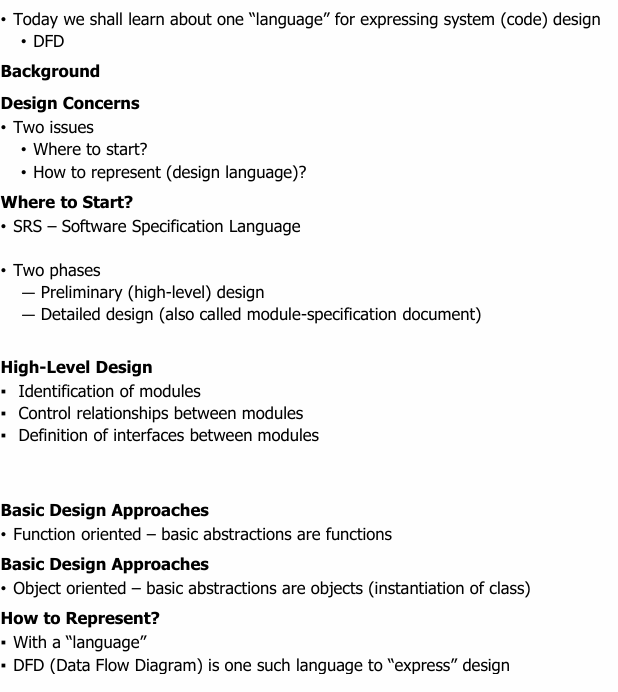 • Today we shall learn about one “language” for expressing system (code) design
• DFD
Background
Design Concerns
• Two issues
• Where to start?
• How to represent (design language)?
Where to Start?
• SRS – Software Specification Language
• Two phases
— Preliminary (high-level) design
— Detailed design (also called module-specification document)
High-Level Design
▪ Identification of modules
▪ Control relationships between modules
▪ Definition of interfaces between modules
Basic Design Approaches
• Function oriented – basic abstractions are functions
Basic Design Approaches
• Object oriented – basic abstractions are objects (instantiation of class)
How to Represent?
▪ With a “language”
▪ DFD (Data Flow Diagram) is one such language to “express” design